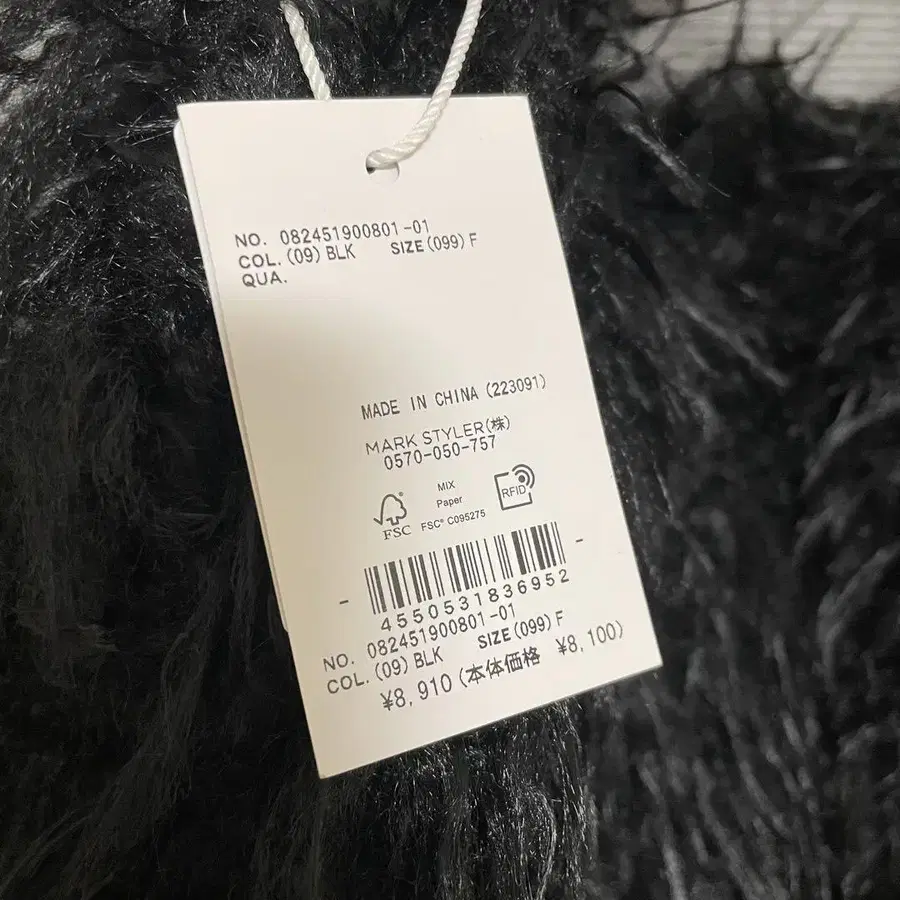 NO. 082451900801-01
COL. (09) BLK SIZE (099) F
QUA.
MADE IN CHINA (223091)
MARK STYLER(株)
0570-050-757
FSC
MIX
Paper
FSC® C095275
RFID
4550531836952
NO. 082451900801-01
COL. (09) BLK SIZE (099) F
¥8,910 (本体価格 ¥8,100)